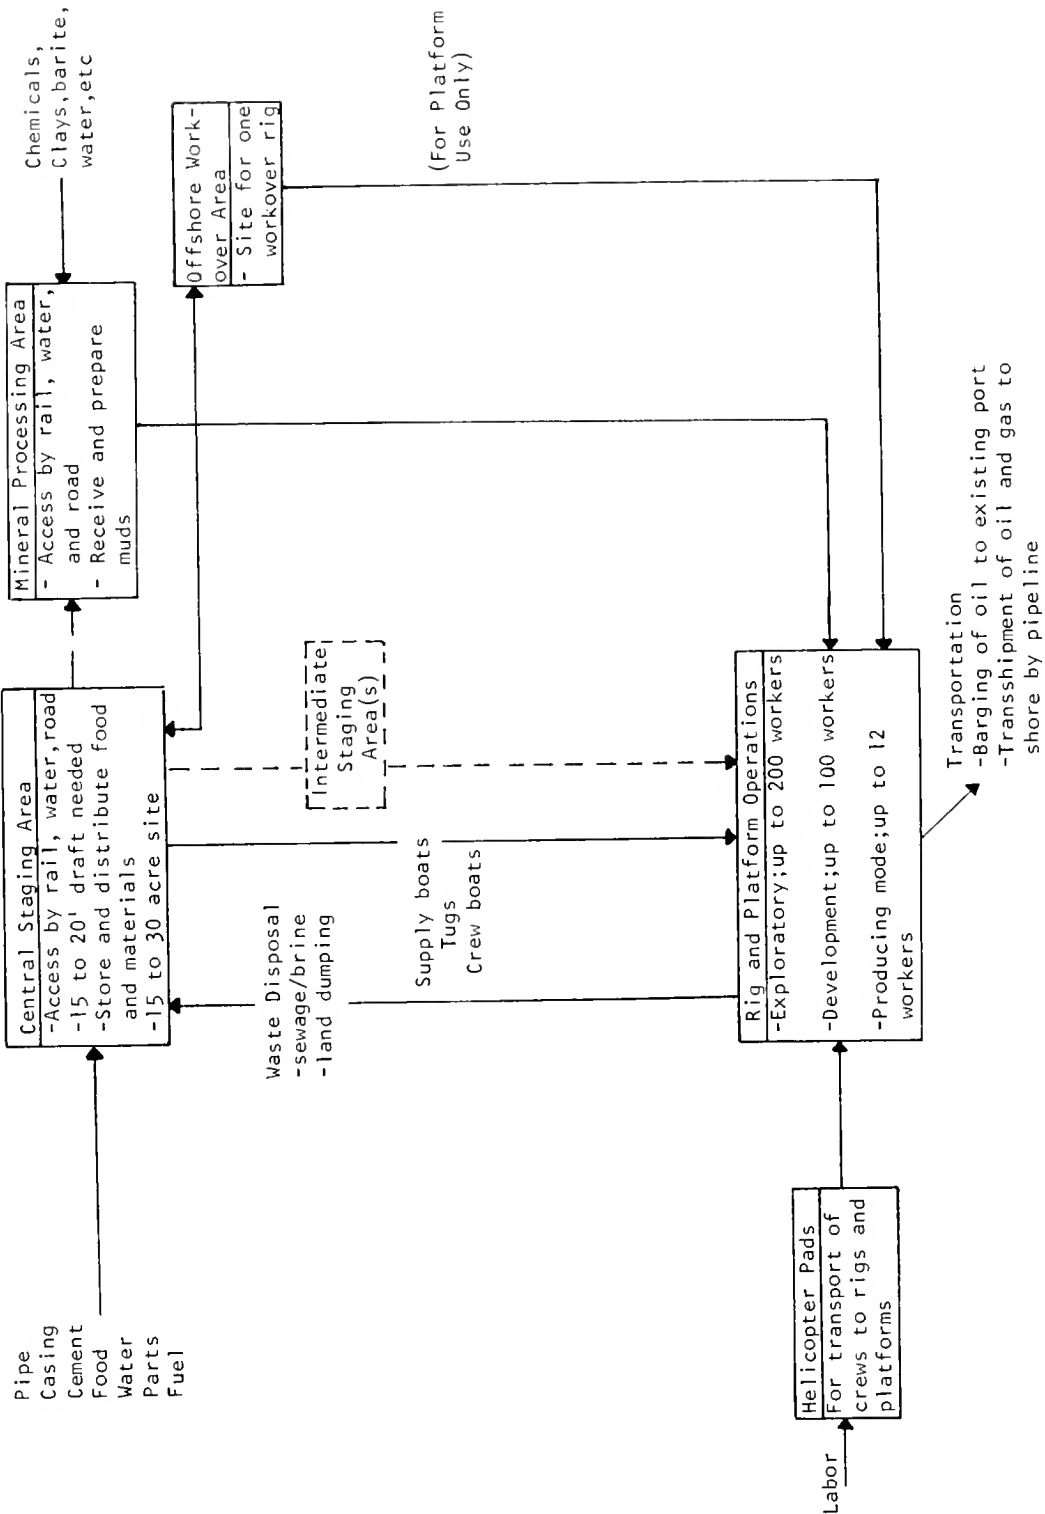 Pipe
Casing
Cement
Food
Water
Parts
Fuel
Central Staging Area
-Access by rail, water,road
-15 to 20' draft needed
-Store and distribute food
and materials
-15 to 30 acre site
Mineral Processing Area
- Access by rail, water,
and road
- Receive and prepare
muds
Chemicals,
Clays,barite,
water,etc
Offshore Work-
over Area
- Site for one
workover rig
(For Platform
Use Only)
Waste Disposal
-sewage/brine
-land dumping
Supply boats
Tugs
Crew boats
Intermediate
Staging
Area(s)
Labor
Helicopter Pads
For transport of
crews to rigs and
platforms
Rig and Platform Operations
-Exploratory;up to 200 workers
-Development;up to 100 workers
-Producing mode;up to 12
workers
Transportation
-Barging of oil to existing port
-Transshipment of oil and gas to
shore by pipeline